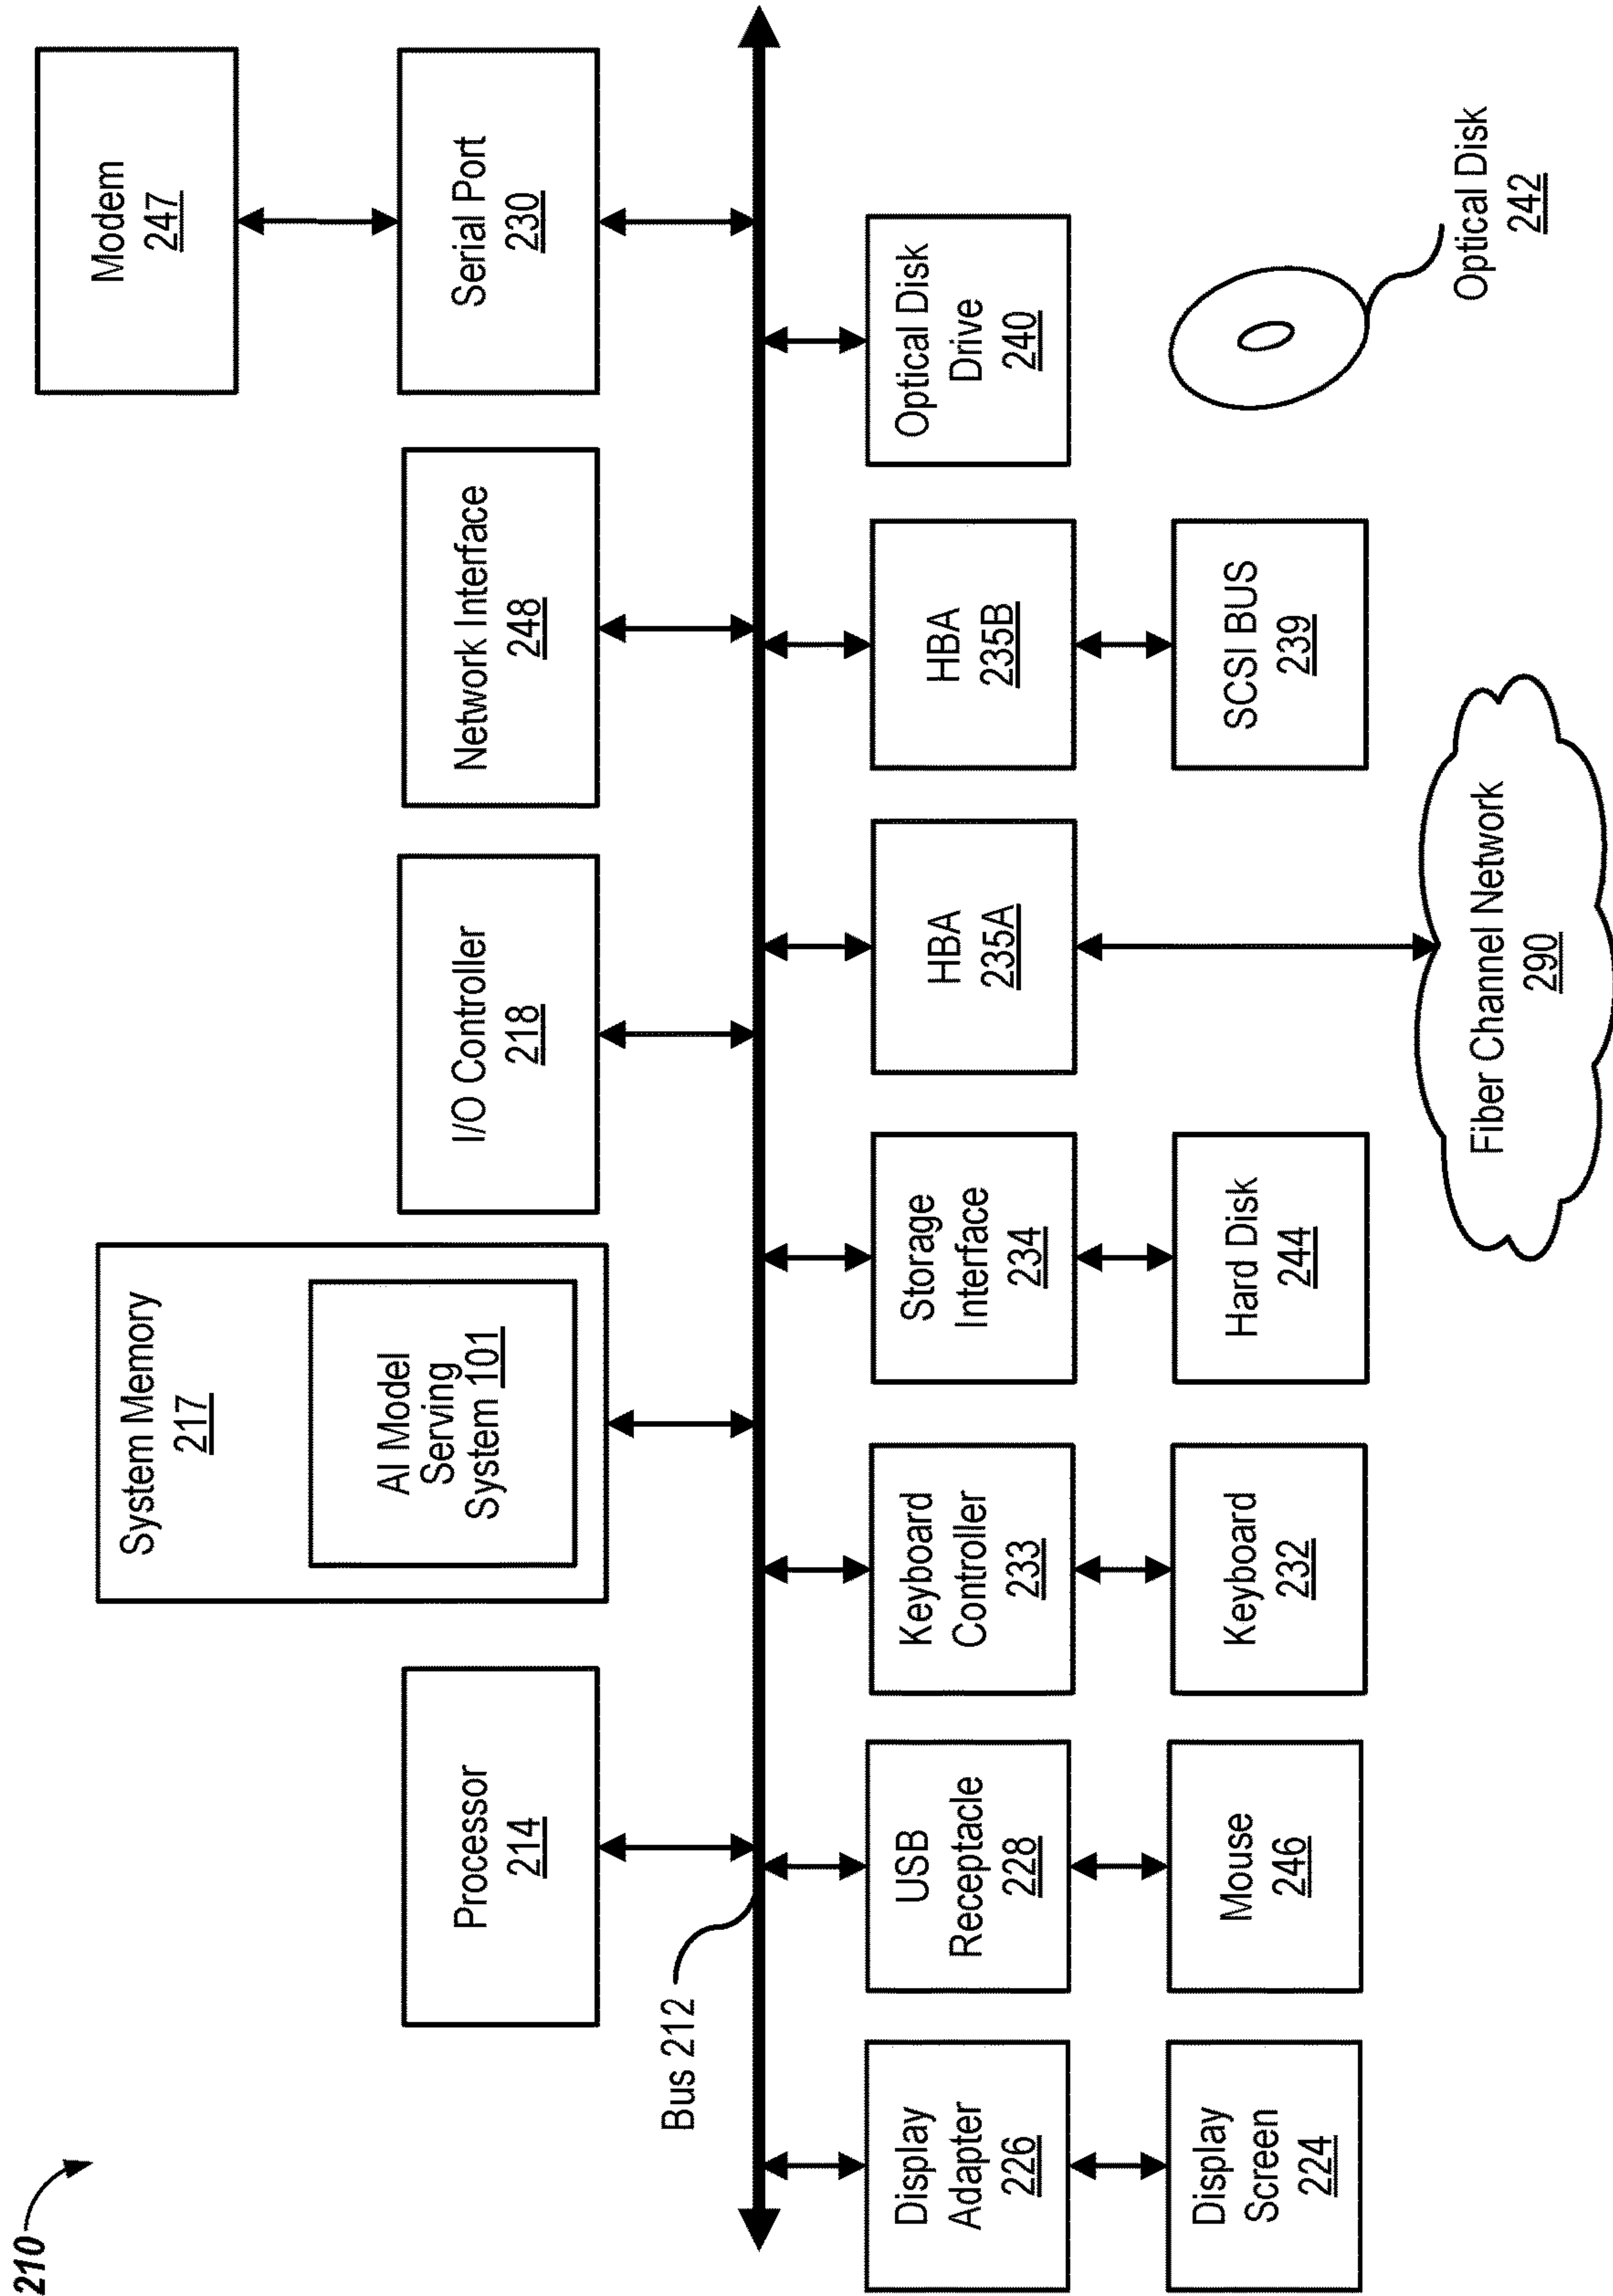 210
System Memory
217
AI Model
Serving
System 101
Modem
247
Processor
214
I/O Controller
218
Network Interface
248
Serial Port
230
Bus 212
Display
Adapter
226
USB
Receptacle
228
Keyboard
Controller
233
Storage
Interface
234
HBA
235A
HBA
235B
Optical Disk
Drive
240
Display
Screen
224
Mouse
246
Keyboard
232
Hard Disk
244
SCSI BUS
239
Fiber Channel Network
290
Optical Disk
242